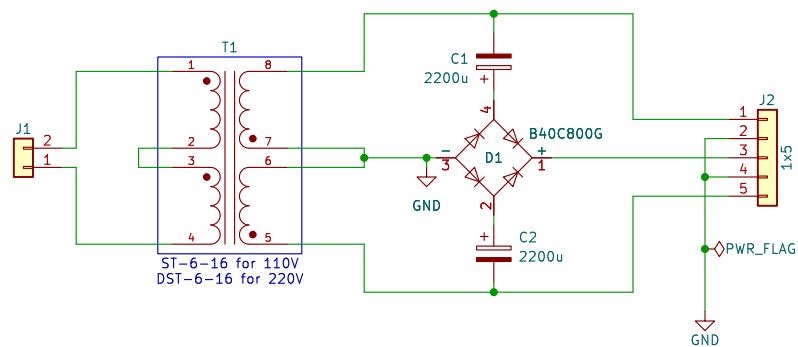 T1
J1
2
1
1
2
3
4
8
7
6
5
ST-6-16 for 110V
DST-6-16 for 220V
C1
2200u
+
4
B40C800G
D1
-
3
+
1
2
GND
+
C2
2200u
J2
1
2
3
4
5
1x5
PWR_FLAG
GND